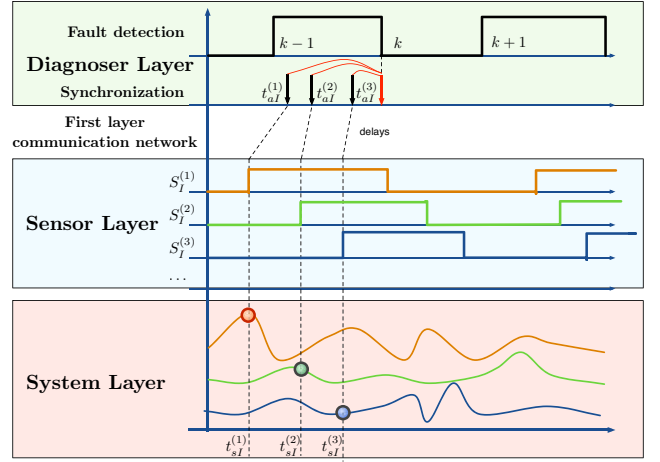 Fault detection
k − 1
k
k + 1
Diagnoser Layer
Synchronization
t_{aI}^{(1)}
t_{aI}^{(2)}
t_{aI}^{(3)}
First layer
communication network
delays
S_I^{(1)}
S_I^{(2)}
Sensor Layer
S_I^{(3)}
...
System Layer
t_{sI}^{(1)}
t_{sI}^{(2)}
t_{sI}^{(3)}